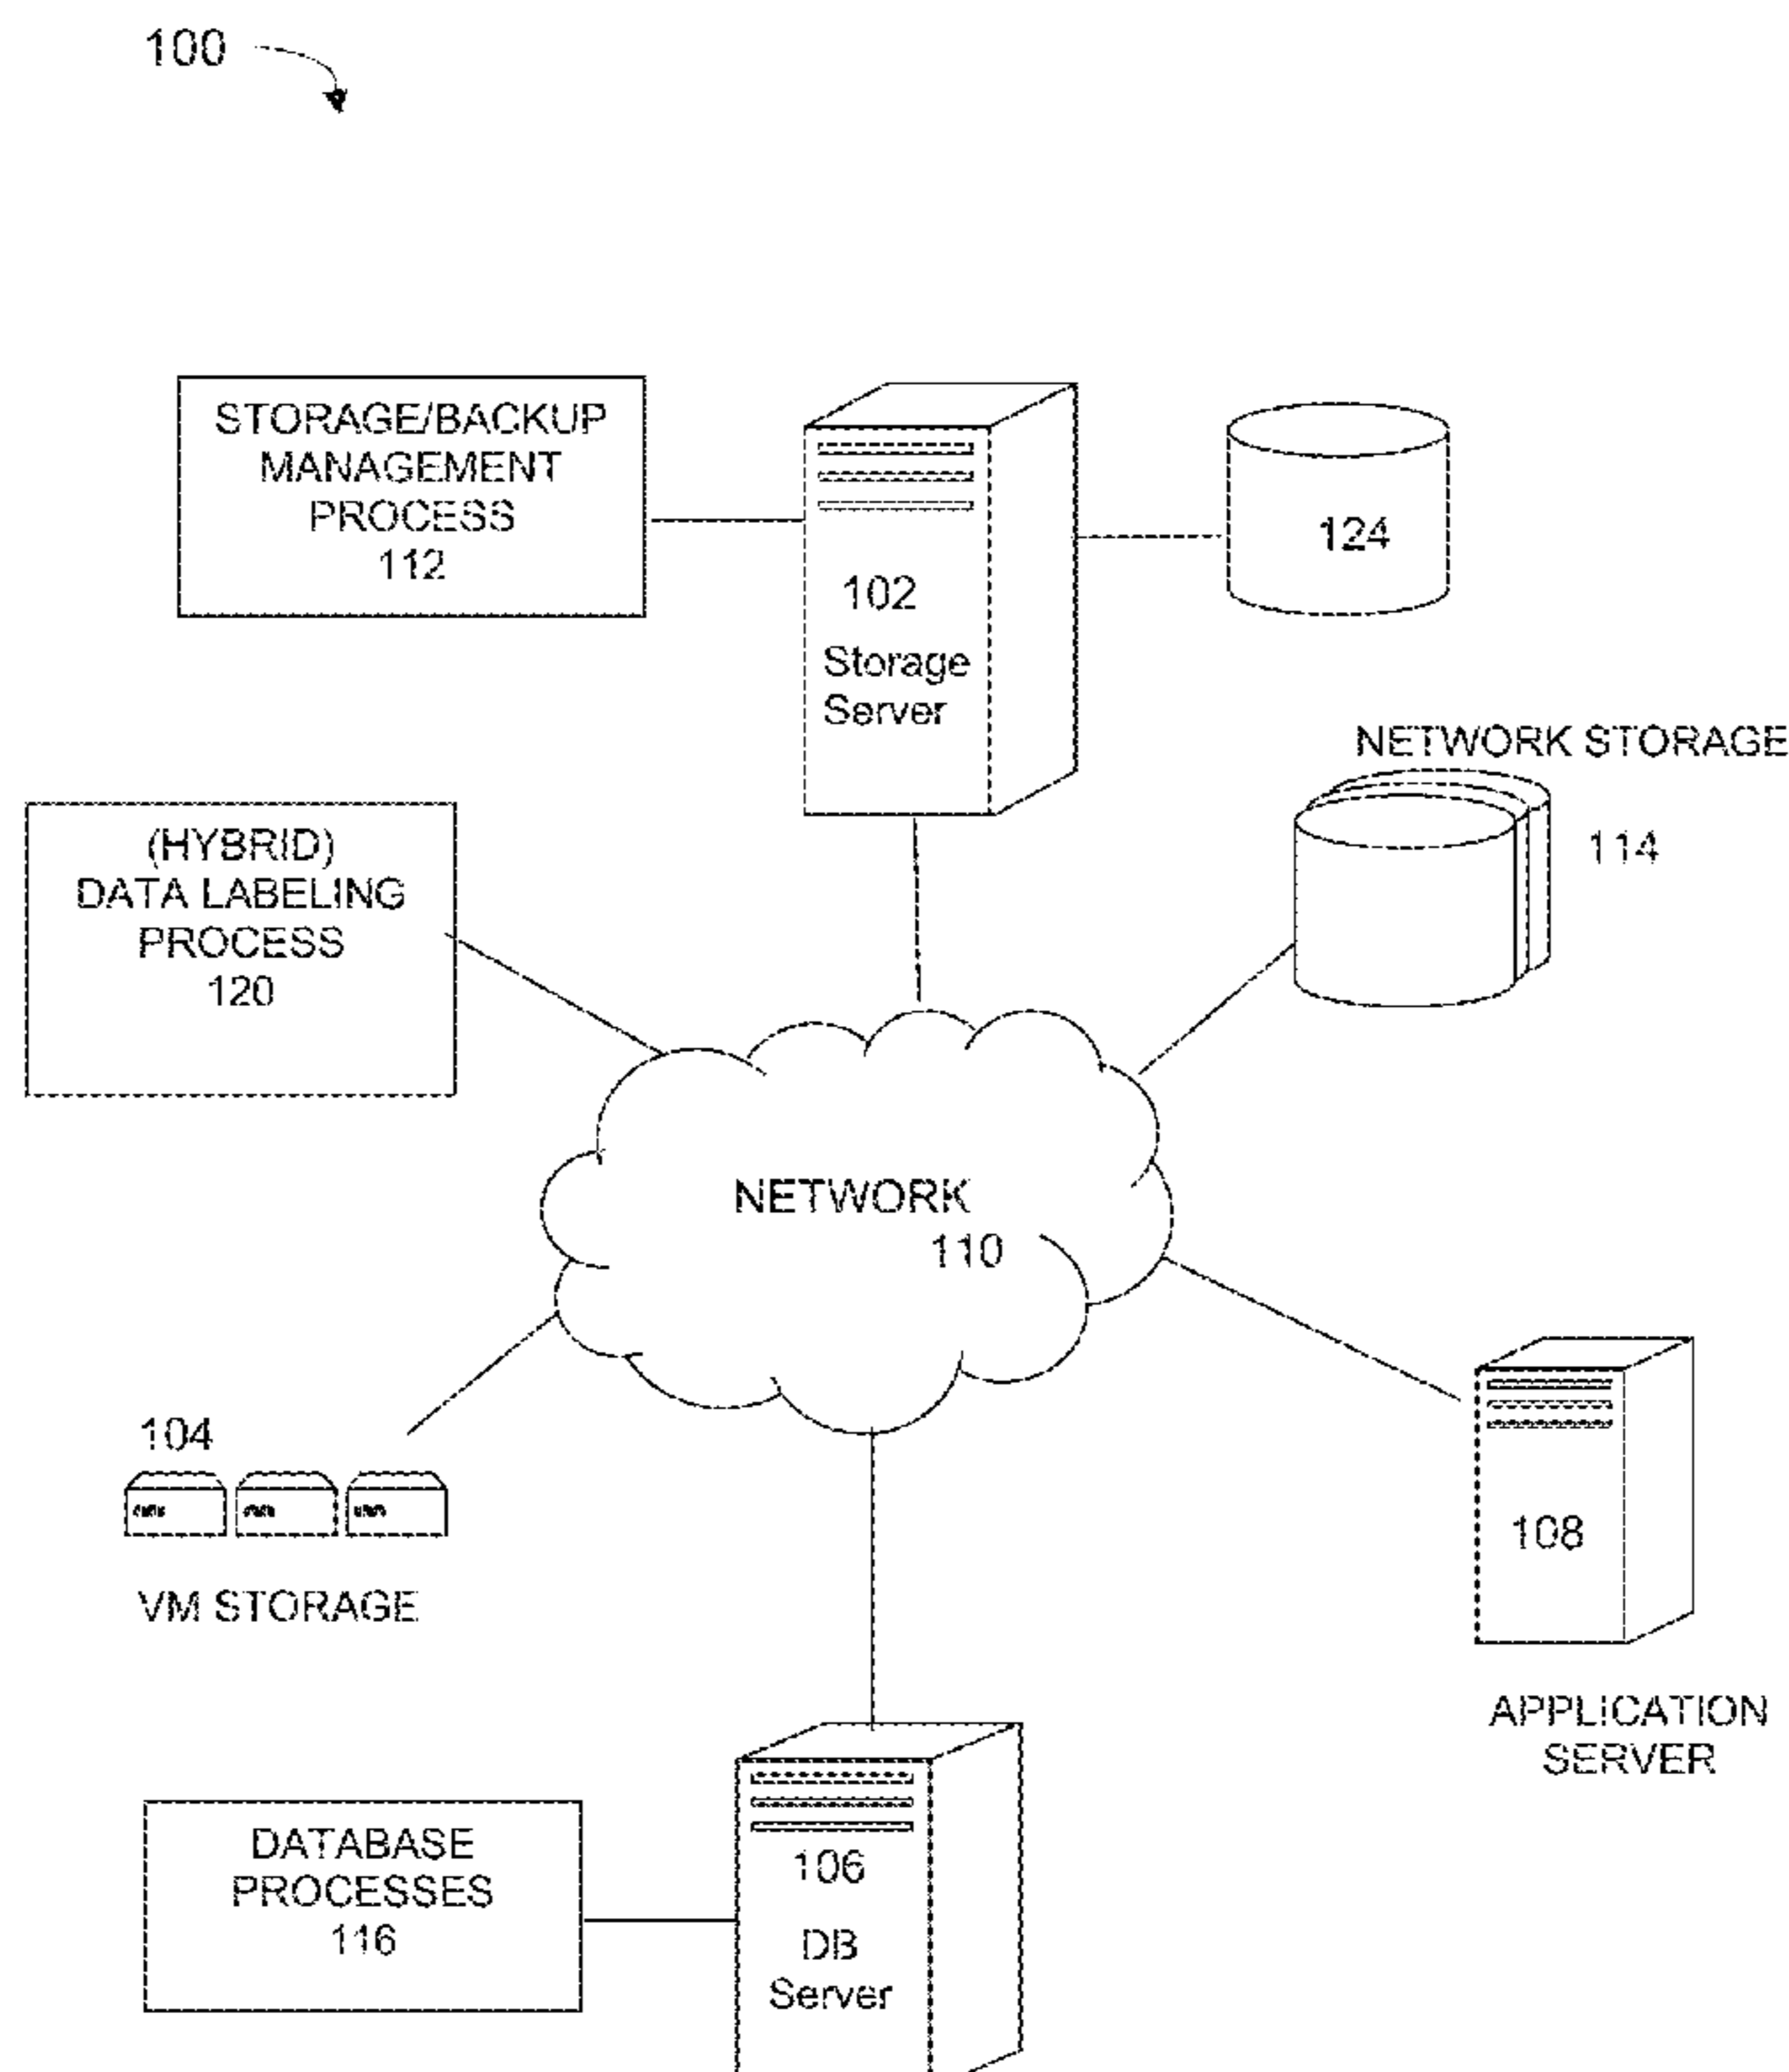 100
STORAGE/BACKUP
MANAGEMENT
PROCESS
112
102
Storage
Server
124
NETWORK STORAGE
114
(HYBRID)
DATA LABELING
PROCESS
120
NETWORK
110
104
VM STORAGE
108
APPLICATION
SERVER
DATABASE
PROCESSES
116
106
DB
Server